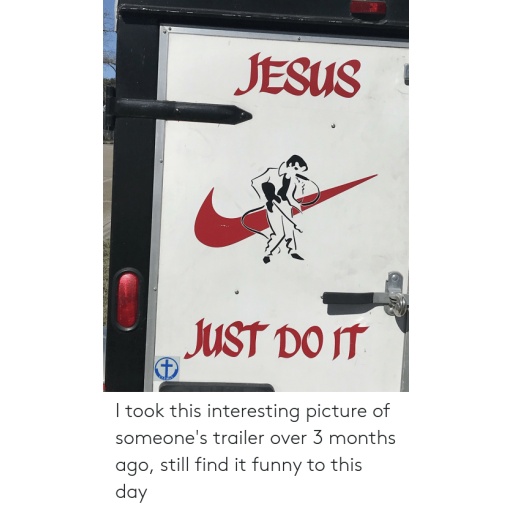 JESUS
JUST DO IT
I took this interesting picture of
someone's trailer over 3 months
ago, still find it funny to this
day